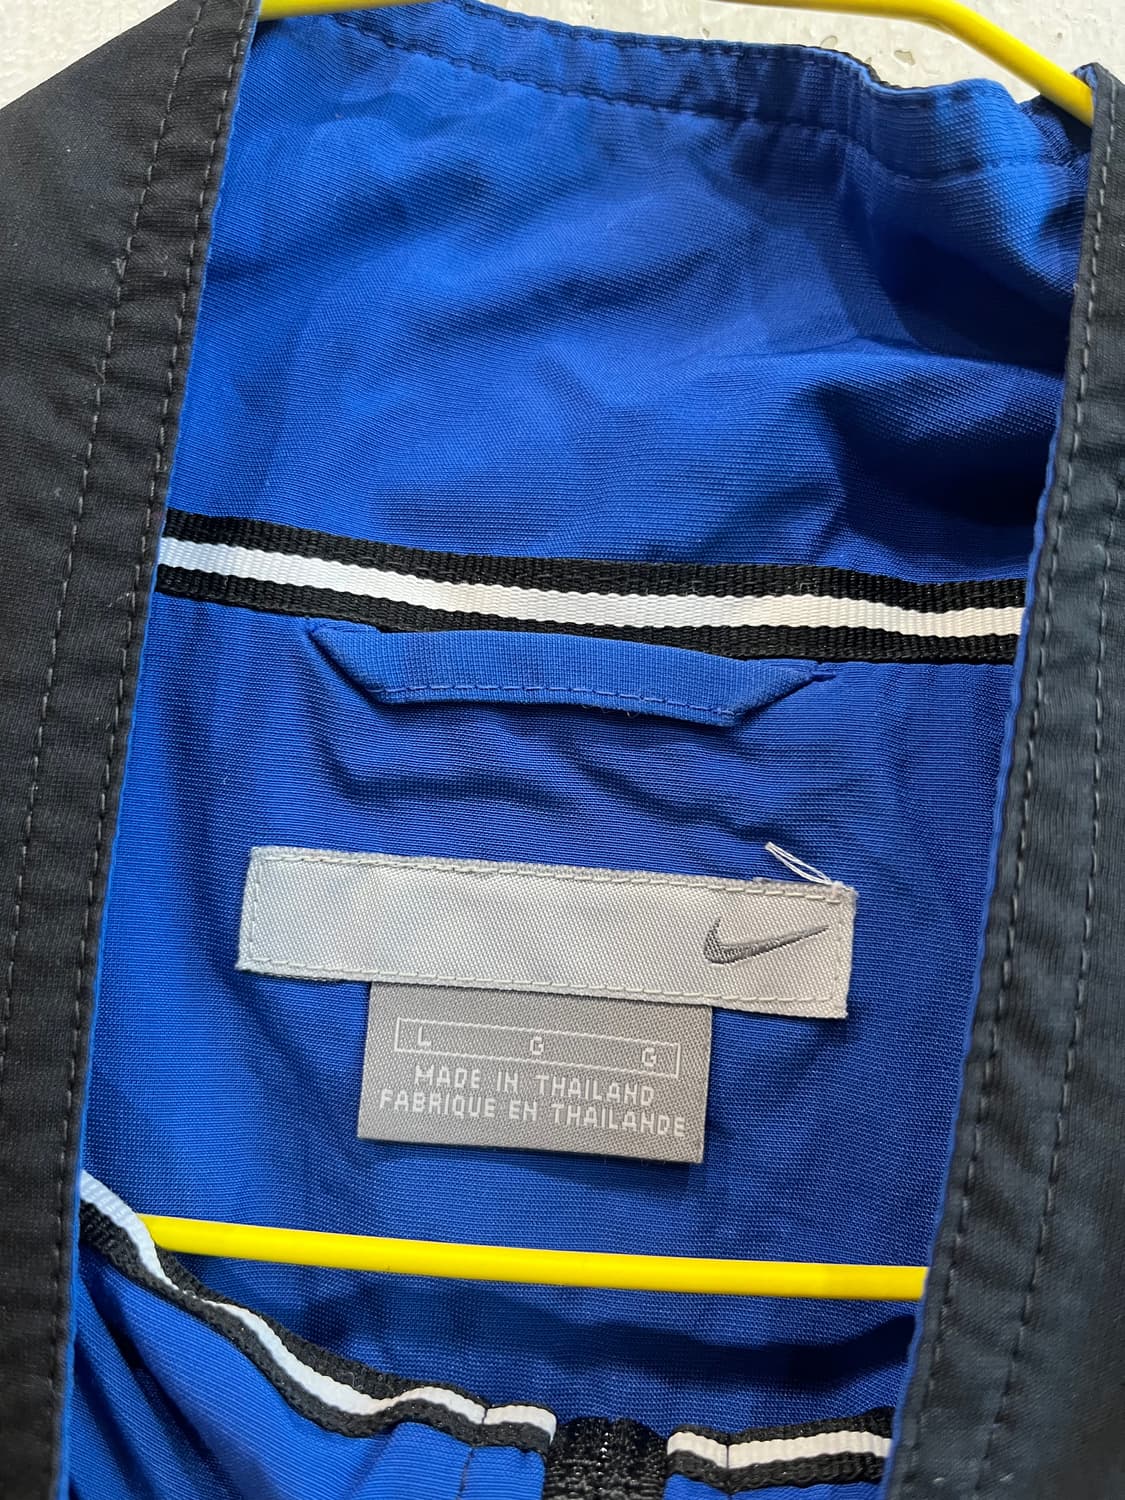 L G G
MADE IN THAILAND
FABRIQUE EN THAILANDE